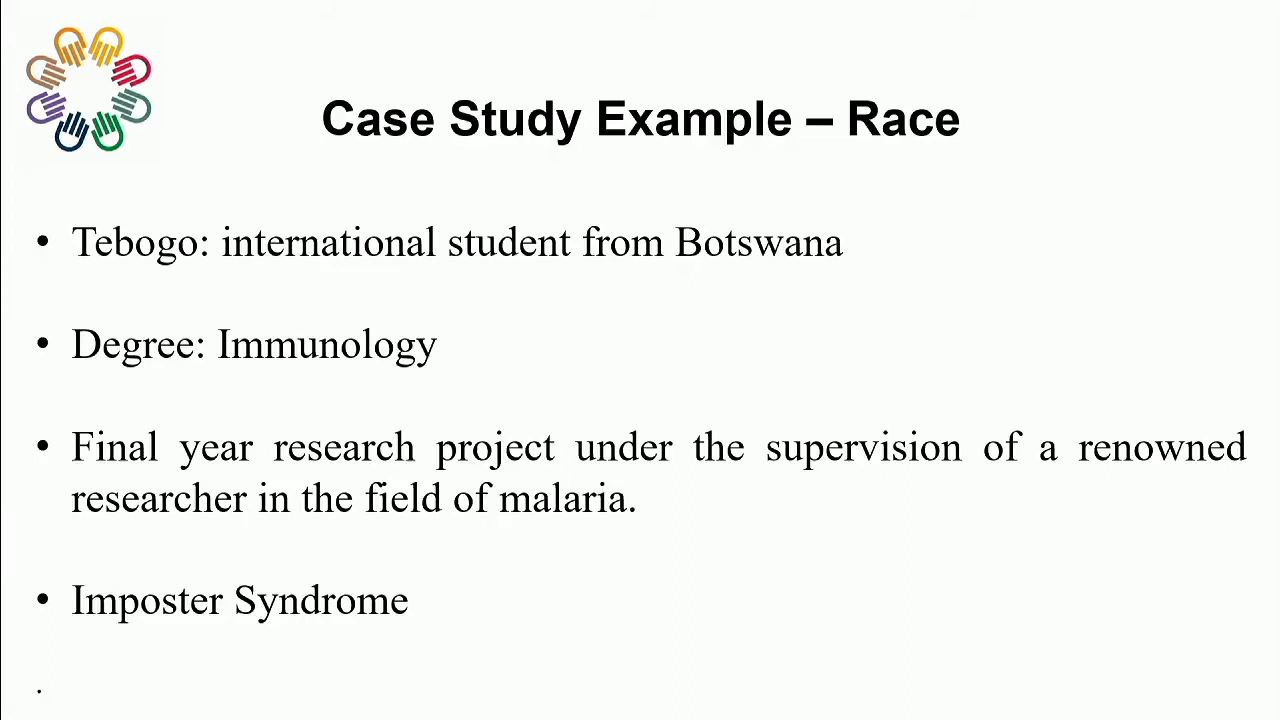 Case Study Example – Race
• Tebogo: international student from Botswana
• Degree: Immunology
• Final year research project under the supervision of a renowned
researcher in the field of malaria.
• Imposter Syndrome
.